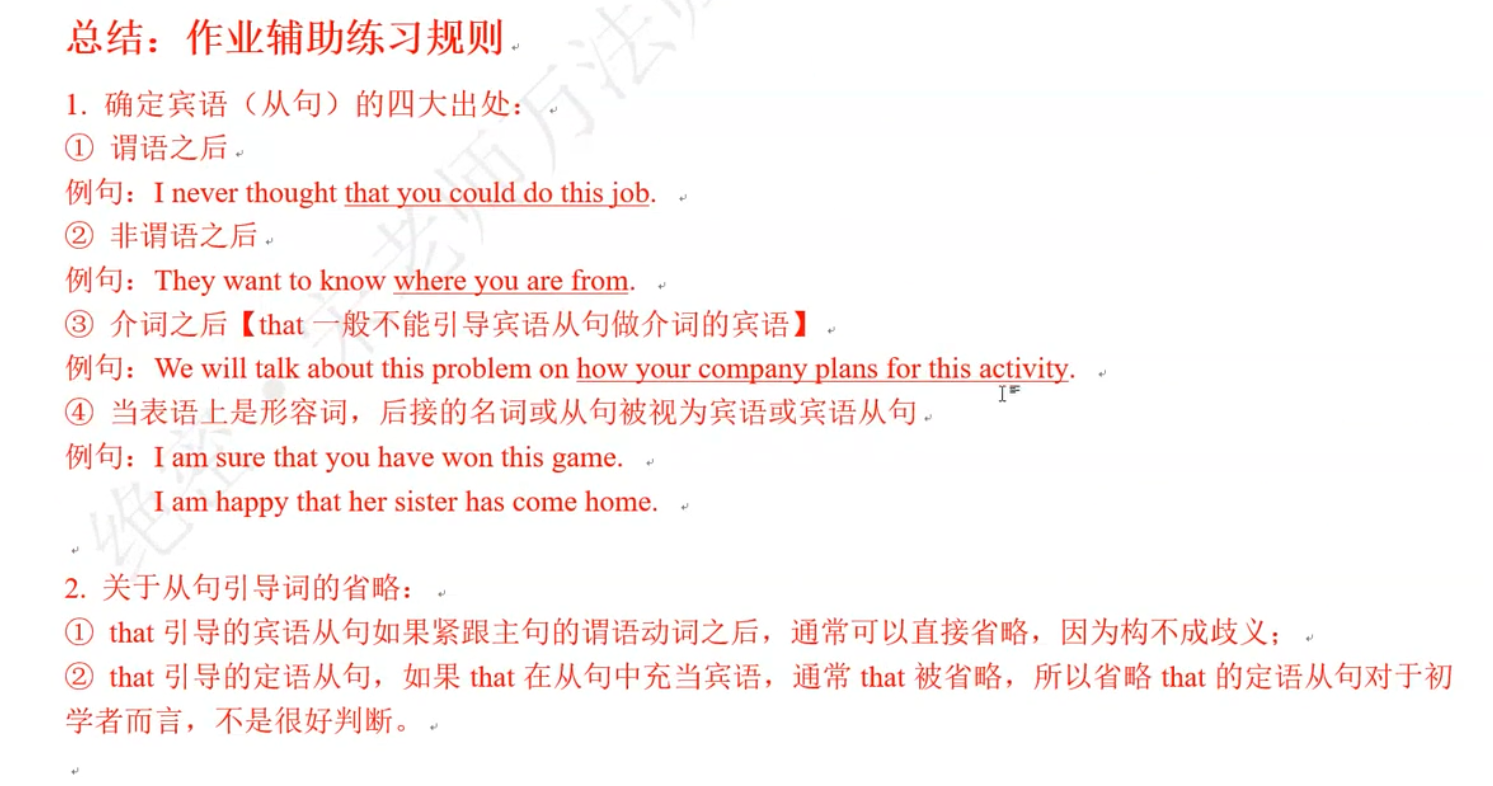 总结：作业辅助练习规则
1. 确定宾语（从句）的四大出处：
① 谓语之后
例句：I never thought that you could do this job.
② 非谓语之后
例句：They want to know where you are from.
③ 介词之后【that 一般不能引导宾语从句做介词的宾语】
例句：We will talk about this problem on how your company plans for this activity.
④ 当表语上是形容词，后接的名词或从句被视为宾语或宾语从句
例句：I am sure that you have won this game.
I am happy that her sister has come home.
2. 关于从句引导词的省略：
① that 引导的宾语从句如果紧跟主句的谓语动词之后，通常可以直接省略，因为构不成歧义；
② that 引导的定语从句，如果 that 在从句中充当宾语，通常 that 被省略，所以省略 that 的定语从句对于初
学者而言，不是很好判断。